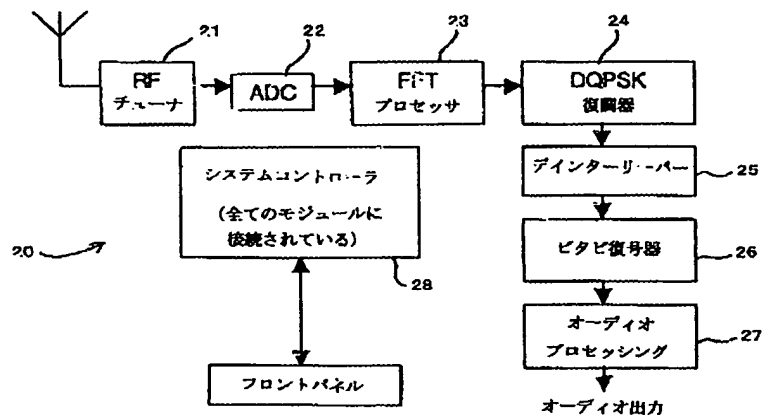 21
22
23
24
RF
チューナ
ADC
FFT
プロセッサ
DQPSK
復調器
デインターリーバー
25
システムコントローラ
(全てのモジュールに
接続されている)
28
20
ビタビ復号器
26
オーディオ
プロセッシング
27
フロントパネル
オーディオ出力